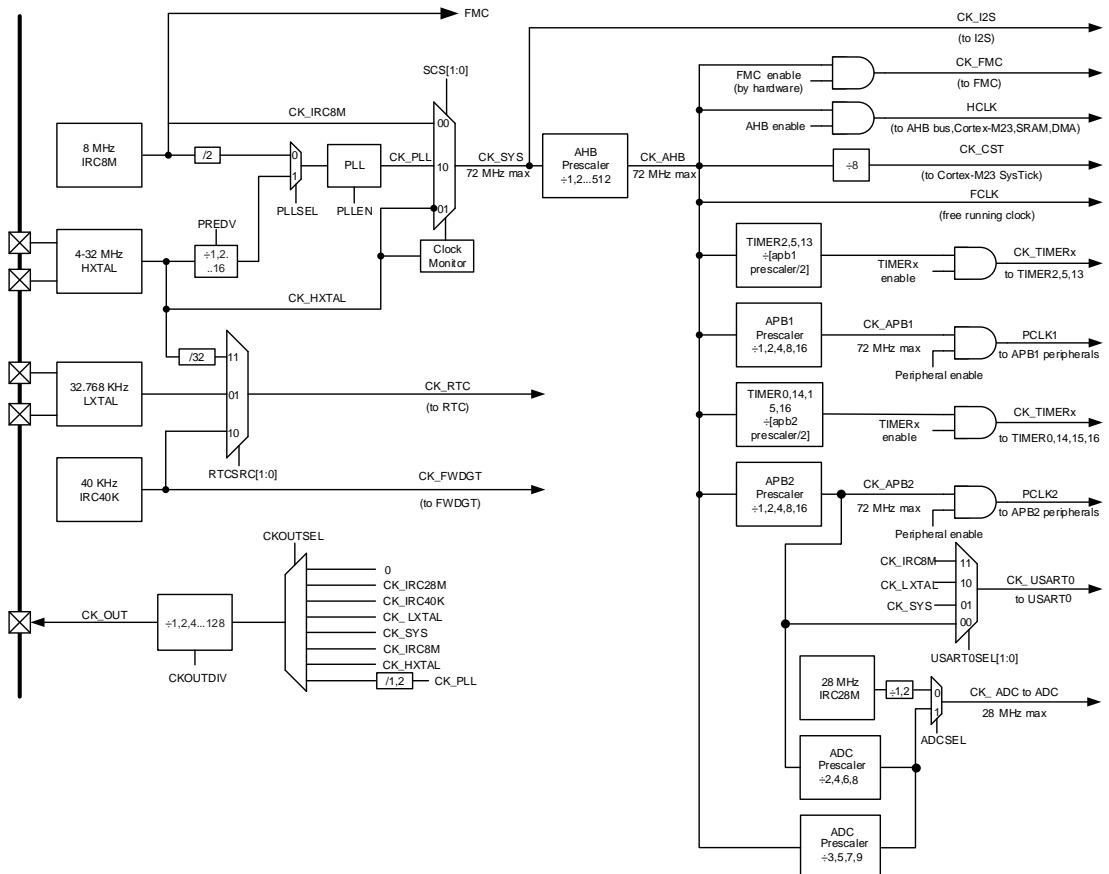 FMC
CK_I2S
(to I2S)
SCS[1:0]
FMC enable
(by hardware)
CK_FMC
(to FMC)
CK_IRC8M
00
AHB enable
HCLK
(to AHB bus,Cortex-M23,SRAM,DMA)
8 MHz
IRC8M
/2
0
1
PLLSEL
PLL
PLLEN
CK_PLL
10
CK_SYS
72 MHz max
AHB
Prescaler
÷1,2...512
CK_AHB
72 MHz max
÷8
CK_CST
(to Cortex-M23 SysTick)
FCLK
(free running clock)
01
PREDV
4-32 MHz
HXTAL
÷1,2.
..16
Clock
Monitor
TIMER2,5,13
÷[apb1
prescaler/2]
TIMERx
enable
CK_TIMERx
to TIMER2,5,13
CK_HXTAL
APB1
Prescaler
÷1,2,4,8,16
CK_APB1
72 MHz max
Peripheral enable
PCLK1
to APB1 peripherals
/32
11
32.768 KHz
LXTAL
01
CK_RTC
(to RTC)
TIMER0,14,1
5,16
÷[apb2
prescaler/2]
TIMERx
enable
CK_TIMERx
to TIMER0,14,15,16
10
RTCSRC[1:0]
40 KHz
IRC40K
CK_FWDGT
(to FWDGT)
APB2
Prescaler
÷1,2,4,8,16
CK_APB2
72 MHz max
Peripheral enable
PCLK2
to APB2 peripherals
CKOUTSEL
0
CK_IRC28M
CK_IRC40K
CK_ LXTAL
CK_SYS
CK_IRC8M
CK_HXTAL
/1,2
CK_PLL
CK_OUT
÷1,2,4...128
CKOUTDIV
CK_IRC8M
11
CK_LXTAL
10
CK_SYS
01
00
USART0SEL[1:0]
CK_USART0
to USART0
28 MHz
IRC28M
÷1,2
0
1
ADCSEL
CK_ ADC to ADC
28 MHz max
ADC
Prescaler
÷2,4,6,8
ADC
Prescaler
÷3,5,7,9